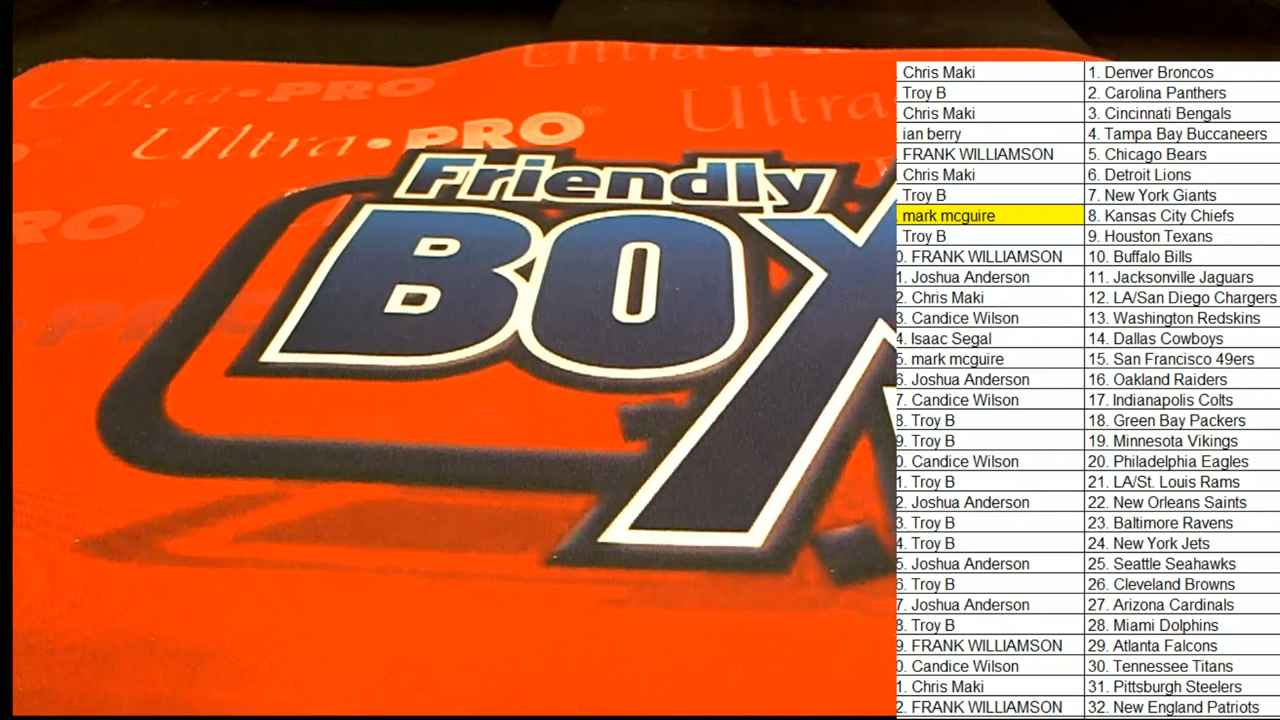 Ultra•PRO
Ultra•PRO
Ultra•PRO®
Ultra
PRO™
Friendly
BOX
Chris Maki 1. Denver Broncos
Troy B 2. Carolina Panthers
Chris Maki 3. Cincinnati Bengals
ian berry 4. Tampa Bay Buccaneers
FRANK WILLIAMSON 5. Chicago Bears
Chris Maki 6. Detroit Lions
Troy B 7. New York Giants
mark mcguire 8. Kansas City Chiefs
Troy B 9. Houston Texans
0. FRANK WILLIAMSON 10. Buffalo Bills
1. Joshua Anderson 11. Jacksonville Jaguars
2. Chris Maki 12. LA/San Diego Chargers
3. Candice Wilson 13. Washington Redskins
4. Isaac Segal 14. Dallas Cowboys
5. mark mcguire 15. San Francisco 49ers
6. Joshua Anderson 16. Oakland Raiders
7. Candice Wilson 17. Indianapolis Colts
8. Troy B 18. Green Bay Packers
9. Troy B 19. Minnesota Vikings
0. Candice Wilson 20. Philadelphia Eagles
1. Troy B 21. LA/St. Louis Rams
2. Joshua Anderson 22. New Orleans Saints
3. Troy B 23. Baltimore Ravens
4. Troy B 24. New York Jets
5. Joshua Anderson 25. Seattle Seahawks
6. Troy B 26. Cleveland Browns
7. Joshua Anderson 27. Arizona Cardinals
8. Troy B 28. Miami Dolphins
9. FRANK WILLIAMSON 29. Atlanta Falcons
0. Candice Wilson 30. Tennessee Titans
1. Chris Maki 31. Pittsburgh Steelers
2. FRANK WILLIAMSON 32. New England Patriots